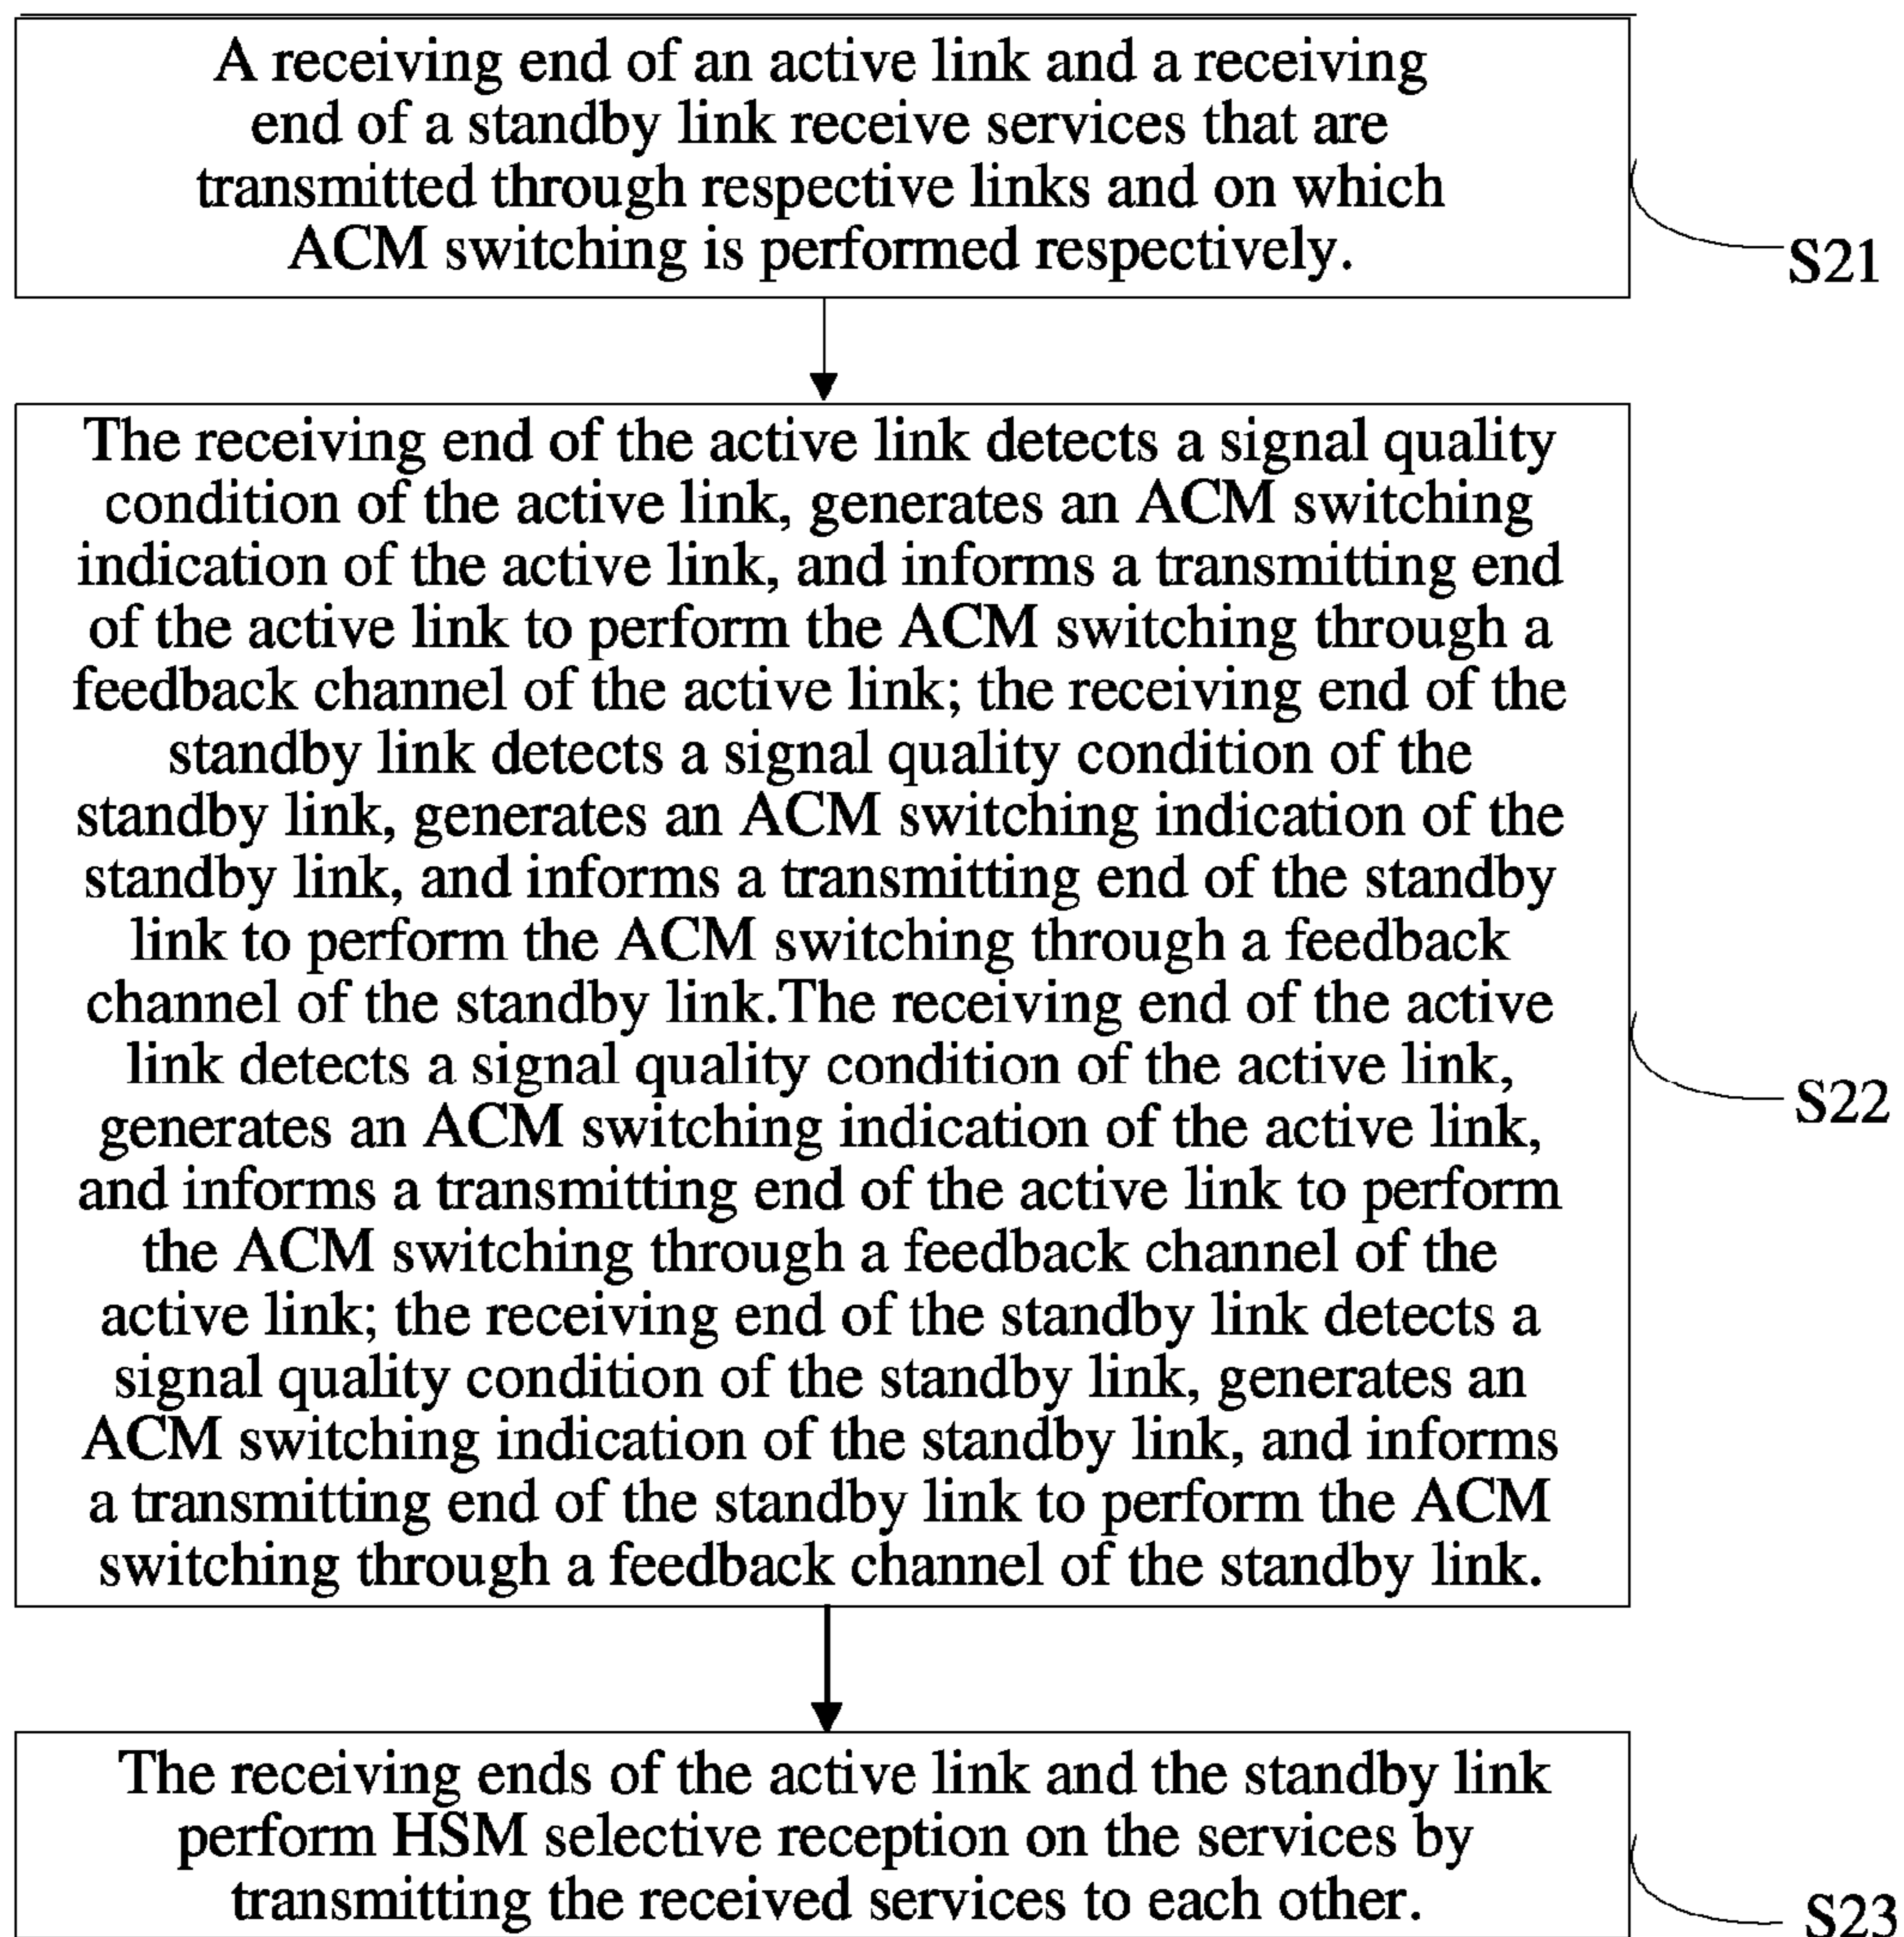 A receiving end of an active link and a receiving
end of a standby link receive services that are
transmitted through respective links and on which
ACM switching is performed respectively.
S21
The receiving end of the active link detects a signal quality
condition of the active link, generates an ACM switching
indication of the active link, and informs a transmitting end
of the active link to perform the ACM switching through a
feedback channel of the active link; the receiving end of the
standby link detects a signal quality condition of the
standby link, generates an ACM switching indication of the
standby link, and informs a transmitting end of the standby
link to perform the ACM switching through a feedback
channel of the standby link.The receiving end of the active
link detects a signal quality condition of the active link,
generates an ACM switching indication of the active link,
and informs a transmitting end of the active link to perform
the ACM switching through a feedback channel of the
active link; the receiving end of the standby link detects a
signal quality condition of the standby link, generates an
ACM switching indication of the standby link, and informs
a transmitting end of the standby link to perform the ACM
switching through a feedback channel of the standby link.
S22
The receiving ends of the active link and the standby link
perform HSM selective reception on the services by
transmitting the received services to each other.
S23